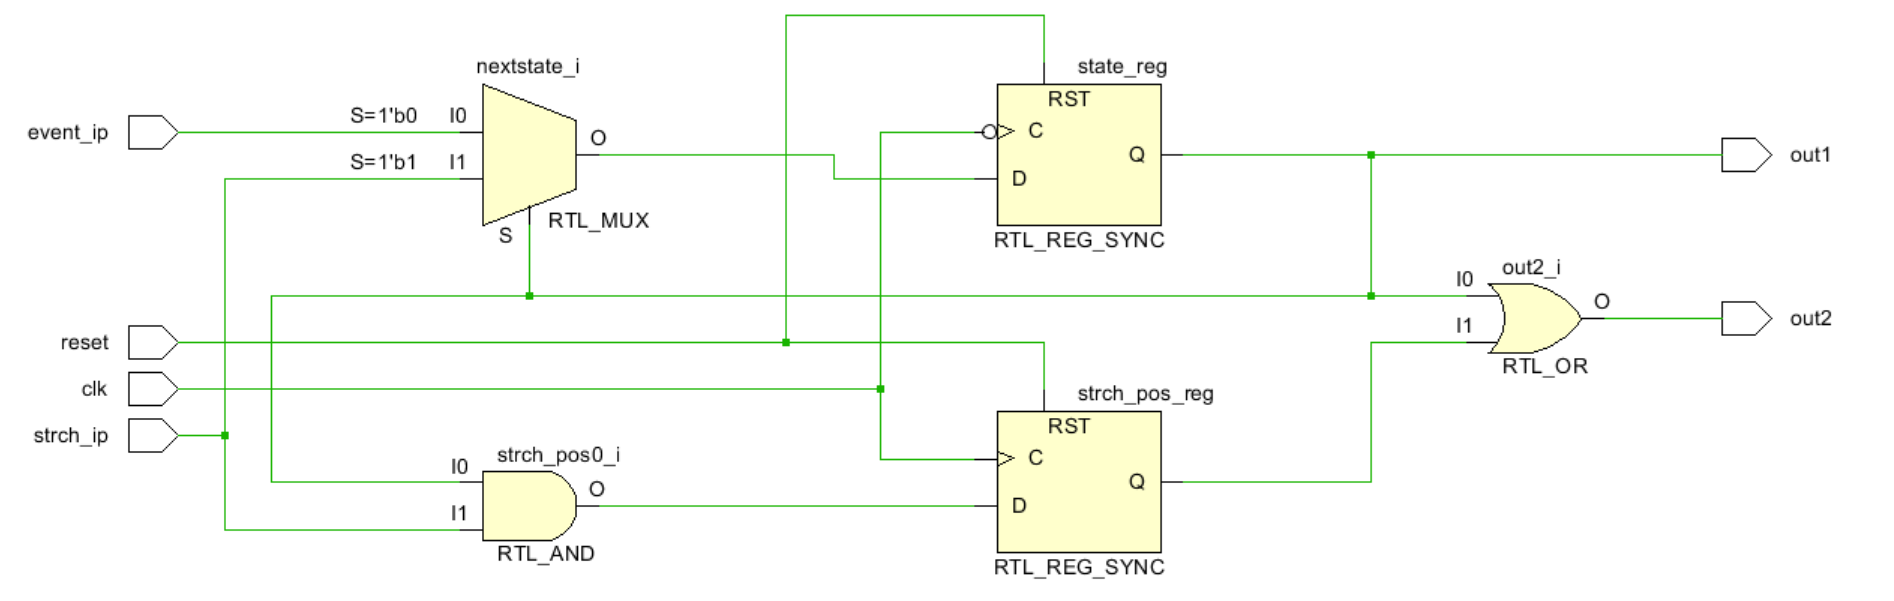 nextstate_i
state_reg
event_ip
S=1'b0
I0
S=1'b1
I1
O
S
RTL_MUX
RST
C
D
Q
RTL_REG_SYNC
out1
out2_i
I0
I1
O
RTL_OR
out2
reset
clk
strch_ip
strch_pos0_i
I0
I1
O
RTL_AND
strch_pos_reg
RST
C
D
Q
RTL_REG_SYNC